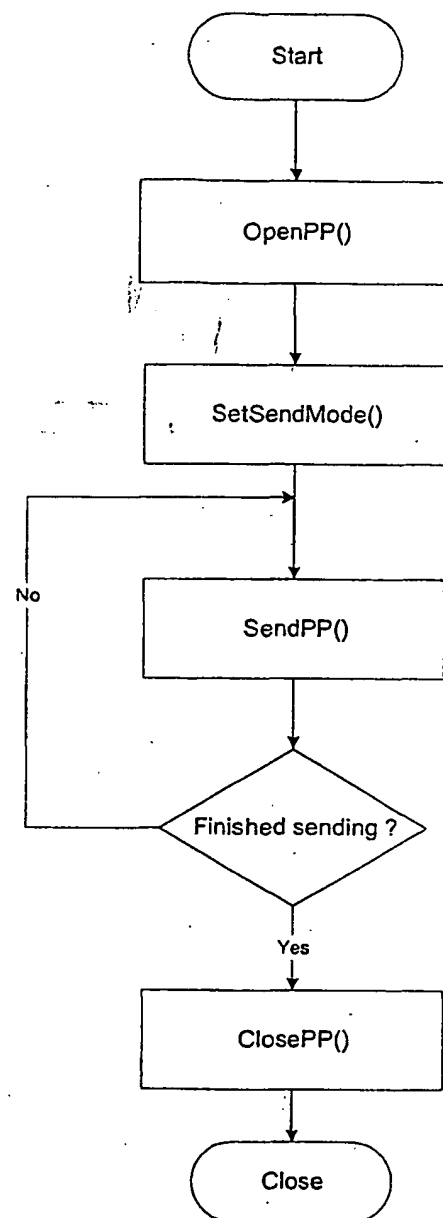 Start
OpenPP()
SetSendMode()
No
SendPP()
Finished sending ?
Yes
ClosePP()
Close